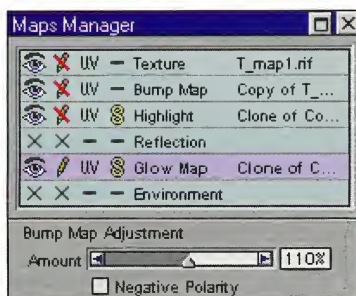 Maps Manager
UV – Texture T_map1.rif
UV – Bump Map Copy of T_...
UV S Highlight Clone of Co...
Reflection
UV S Glow Map Clone of C...
Environment
Bump Map Adjustment
Amount 110%
Negative Polarity